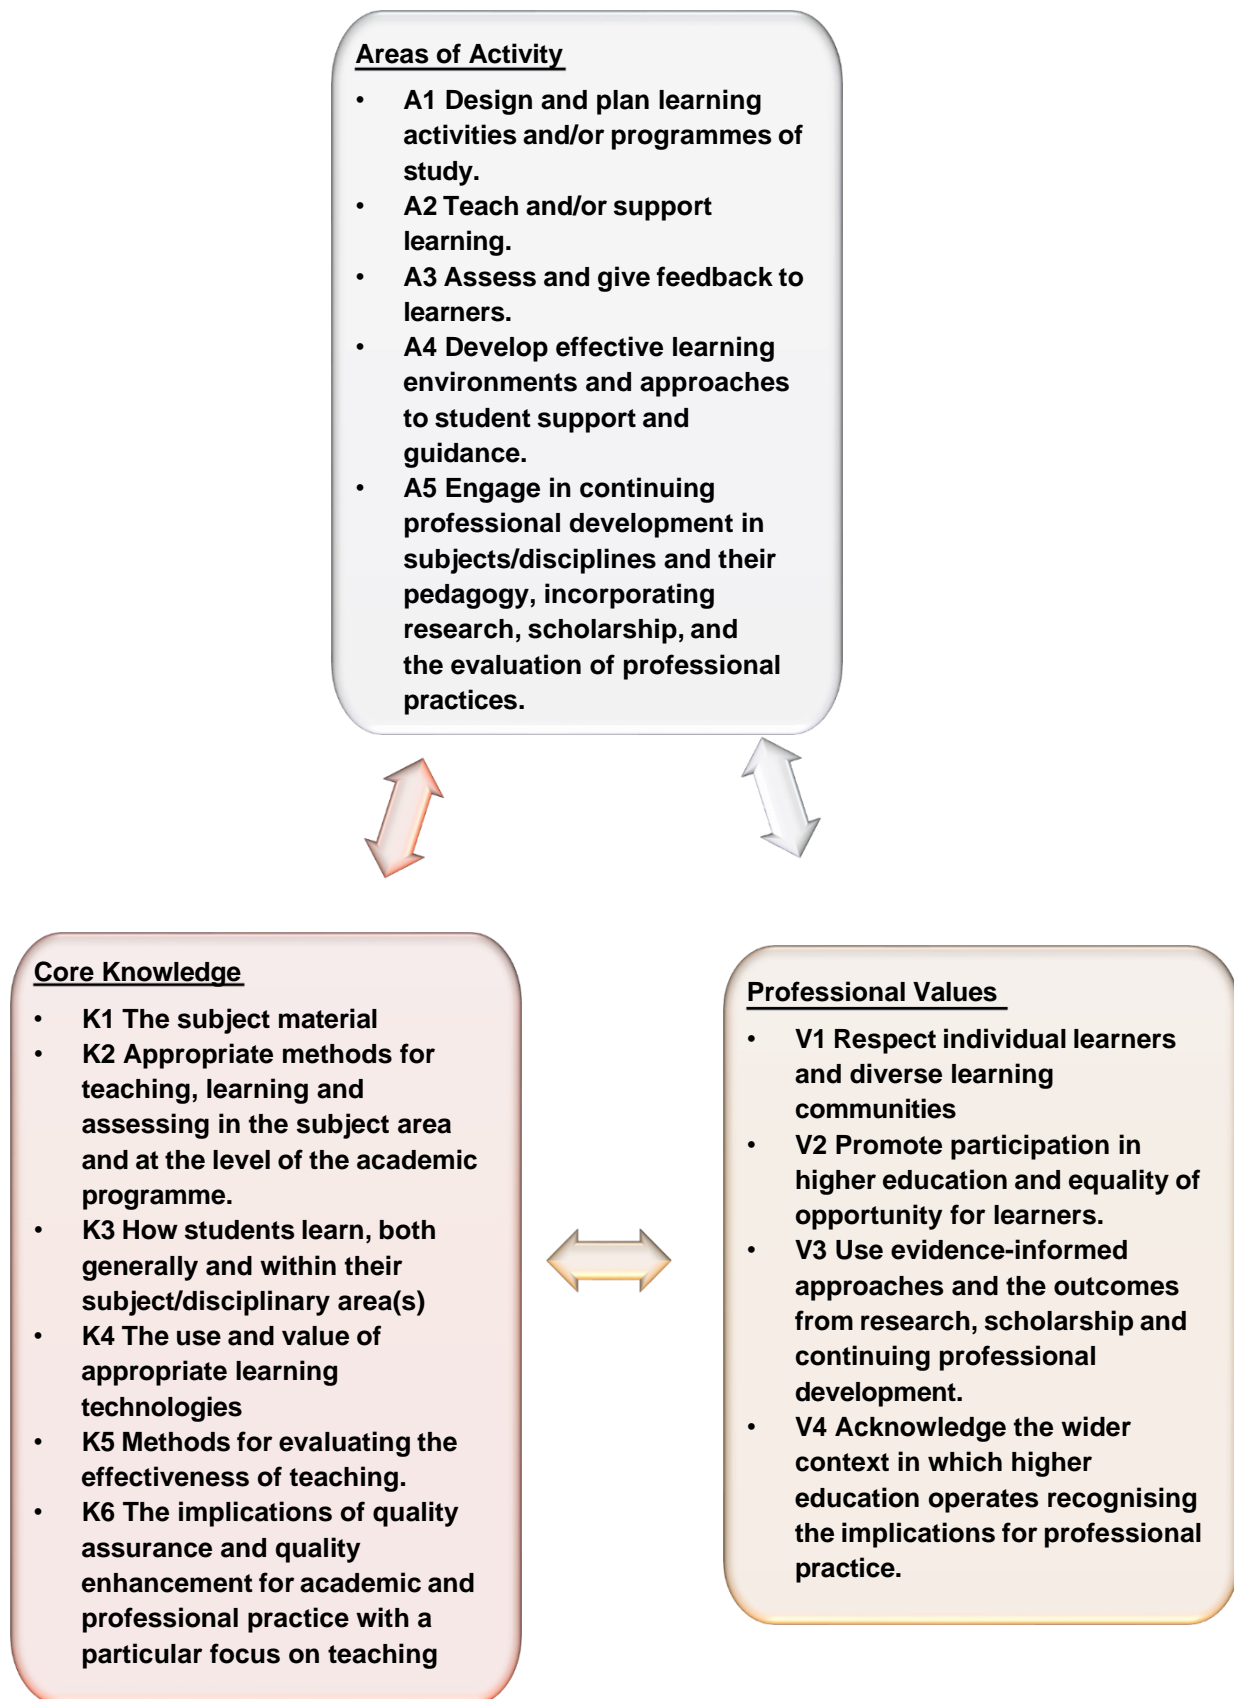 Areas of Activity
• A1 Design and plan learning
activities and/or programmes of
study.
• A2 Teach and/or support
learning.
• A3 Assess and give feedback to
learners.
• A4 Develop effective learning
environments and approaches
to student support and
guidance.
• A5 Engage in continuing
professional development in
subjects/disciplines and their
pedagogy, incorporating
research, scholarship, and
the evaluation of professional
practices.
Core Knowledge
• K1 The subject material
• K2 Appropriate methods for
teaching, learning and
assessing in the subject area
and at the level of the academic
programme.
• K3 How students learn, both
generally and within their
subject/disciplinary area(s)
• K4 The use and value of
appropriate learning
technologies
• K5 Methods for evaluating the
effectiveness of teaching.
• K6 The implications of quality
assurance and quality
enhancement for academic and
professional practice with a
particular focus on teaching
Professional Values
• V1 Respect individual learners
and diverse learning
communities
• V2 Promote participation in
higher education and equality of
opportunity for learners.
• V3 Use evidence-informed
approaches and the outcomes
from research, scholarship and
continuing professional
development.
• V4 Acknowledge the wider
context in which higher
education operates recognising
the implications for professional
practice.